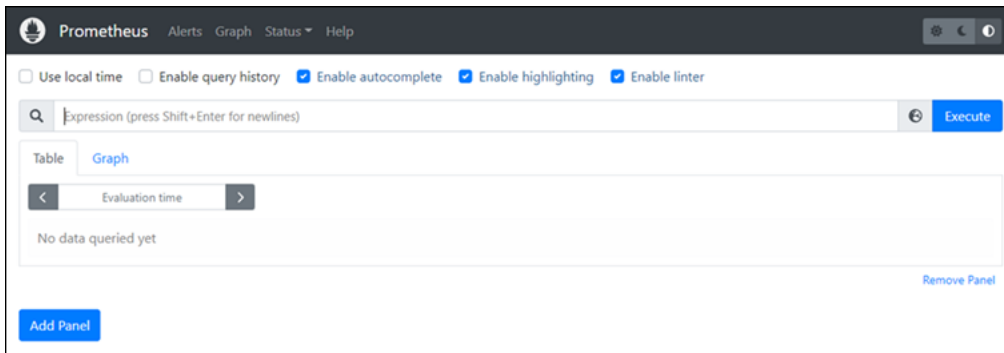 Prometheus Alerts Graph Status Help
Use local time Enable query history Enable autocomplete Enable highlighting Enable linter
Expression (press Shift+Enter for newlines) Execute
Table Graph
Evaluation time
No data queried yet
Remove Panel
Add Panel